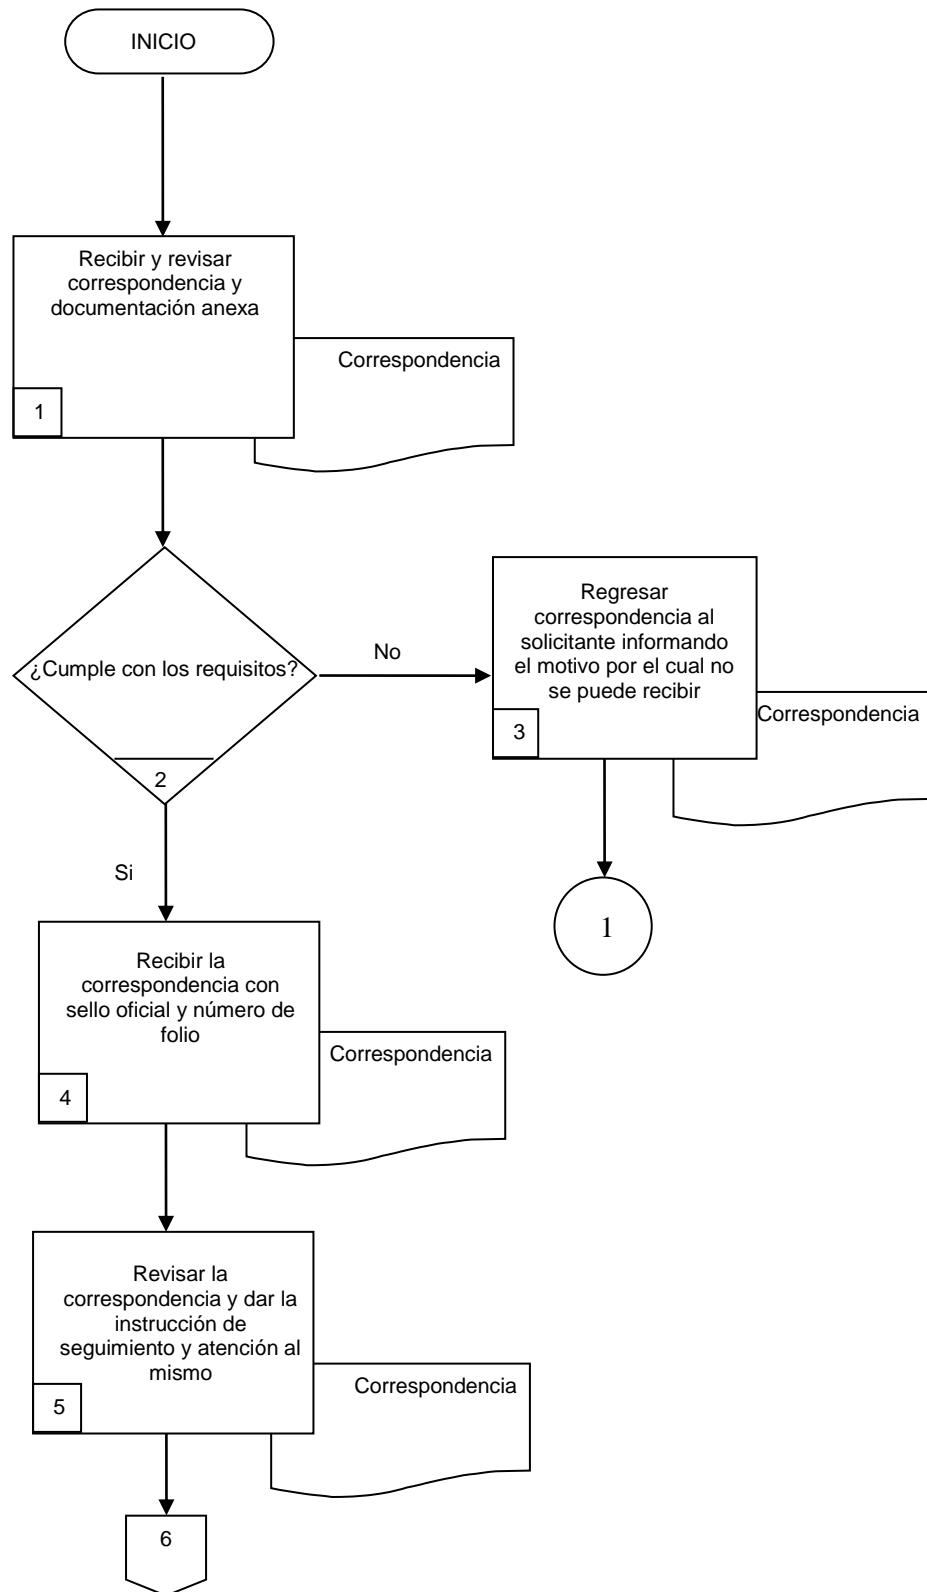 INICIO
Recibir y revisar
correspondencia y
documentación anexa
Correspondencia
1
¿Cumple con los requisitos?
2
No
Regresar
correspondencia al
solicitante informando
el motivo por el cual no
se puede recibir
Correspondencia
3
1
Si
Recibir la
correspondencia con
sello oficial y número de
folio
Correspondencia
4
Revisar la
correspondencia y dar la
instrucción de
seguimiento y atención al
mismo
Correspondencia
5
6